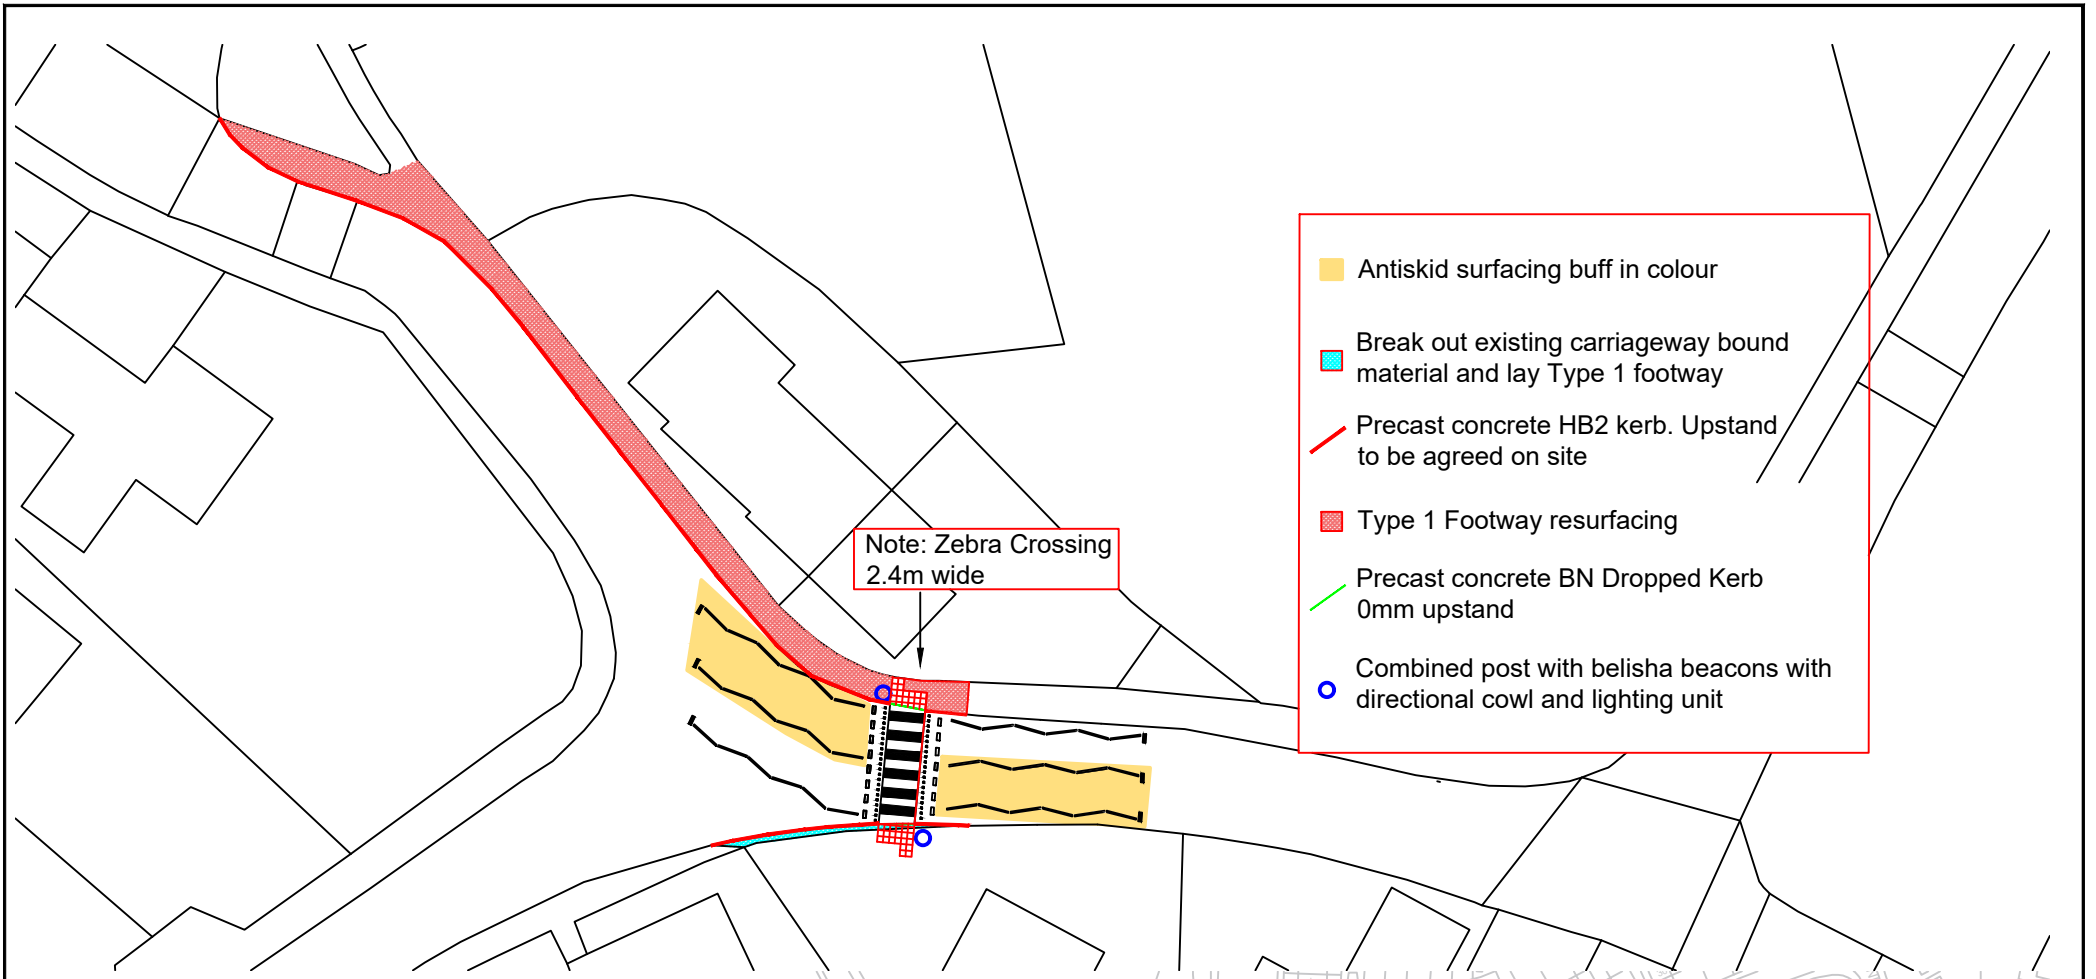 Antiskid surfacing buff in colour
Break out existing carriageway bound
material and lay Type 1 footway
Precast concrete HB2 kerb. Upstand
to be agreed on site
Type 1 Footway resurfacing
Note: Zebra Crossing
2.4m wide
Precast concrete BN Dropped Kerb
0mm upstand
Combined post with belisha beacons with
directional cowl and lighting unit